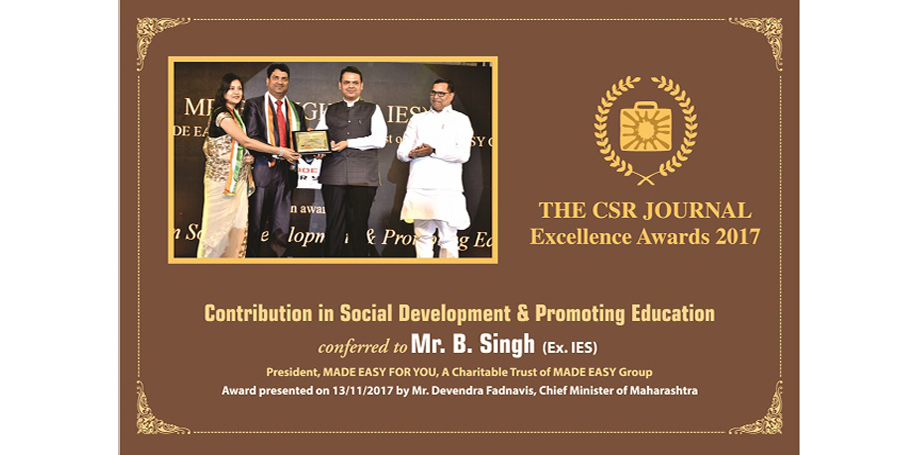 THE CSR JOURNAL
Excellence Awards 2017
Contribution in Social Development & Promoting Education
conferred to Mr. B. Singh (Ex. IES)
President, MADE EASY FOR YOU, A Charitable Trust of MADE EASY Group
Award presented on 13/11/2017 by Mr. Devendra Fadnavis, Chief Minister of Maharashtra